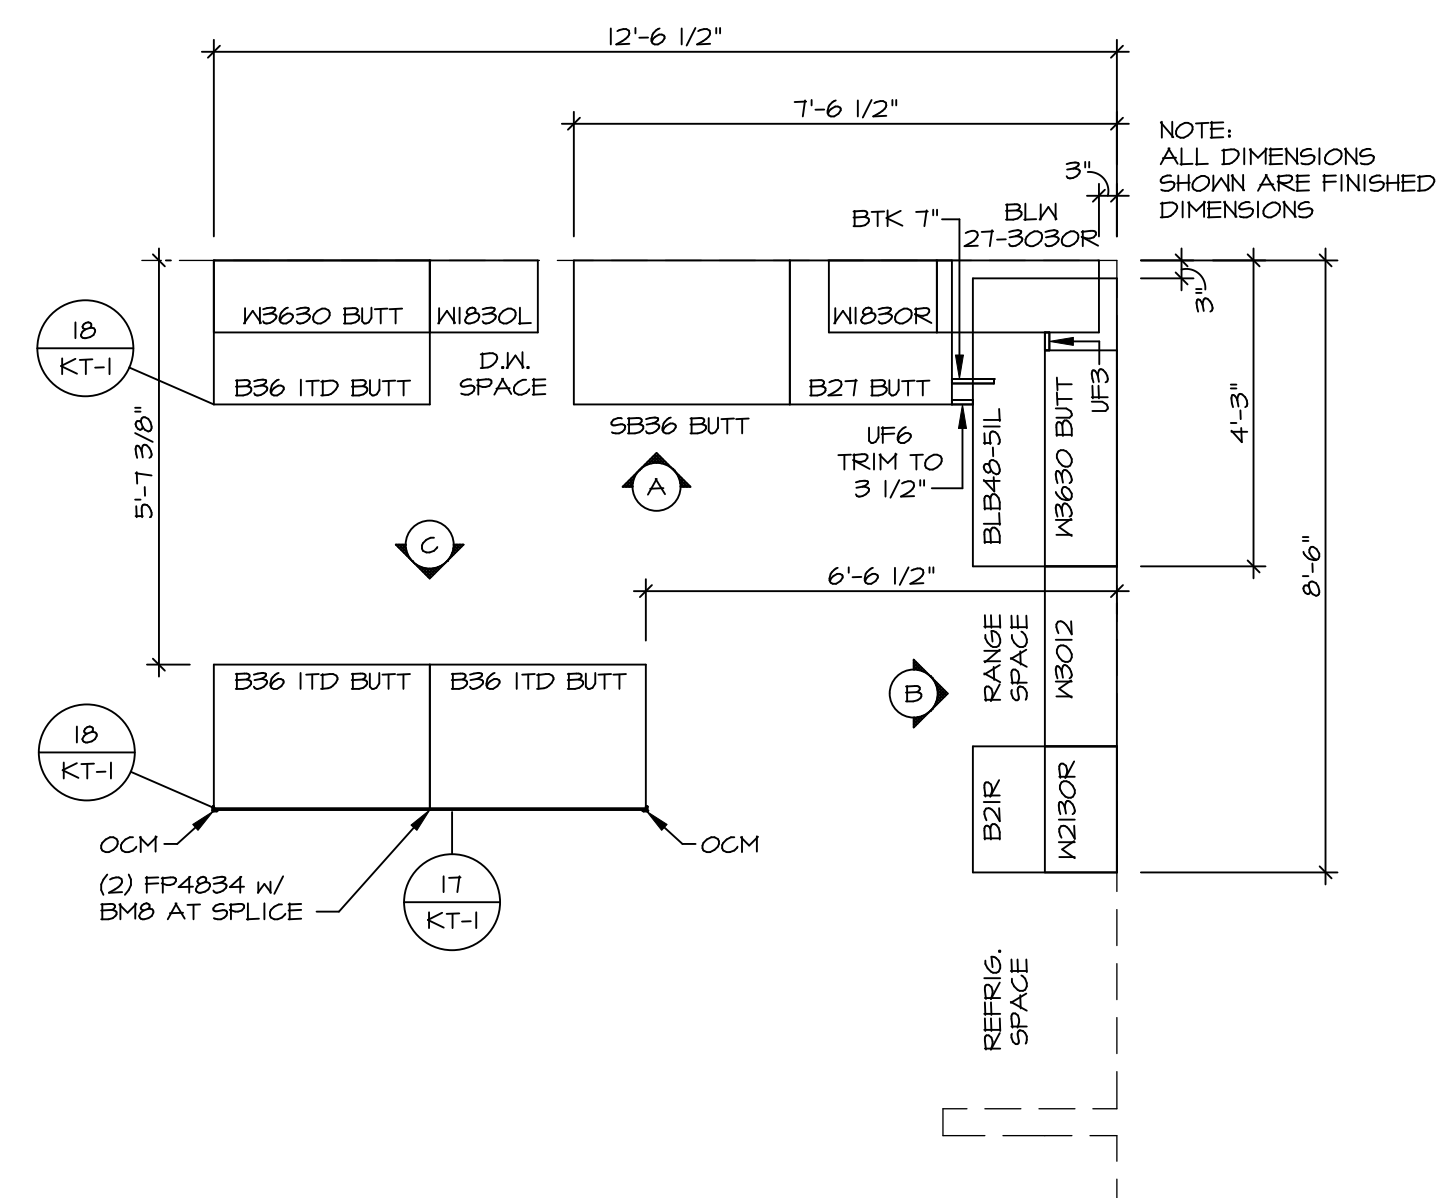 12'-6 1/2"
7'-6 1/2"
3"
NOTE:
ALL DIMENSIONS
SHOWN ARE FINISHED
DIMENSIONS
BTK 7"
BLW
27-3030R
3"
W3630 BUTT
W1830L
W1830R
18
KT-1
B36 1TD BUTT
D.W.
SPACE
B27 BUTT
SB36 BUTT
UF6
TRIM TO
3 1/2"
BLB48-51L
W3630 BUTT
UF3
4'-3"
5'-7 3/8"
A
C
8'-6"
6'-6 1/2"
RANGE
SPACE
W3012
B
B36 1TD BUTT
B36 1TD BUTT
18
KT-1
B21R
W2130R
OCM
OCM
(2) FP4834 W/
BM8 AT SPLICE
17
KT-1
REFRIG.
SPACE